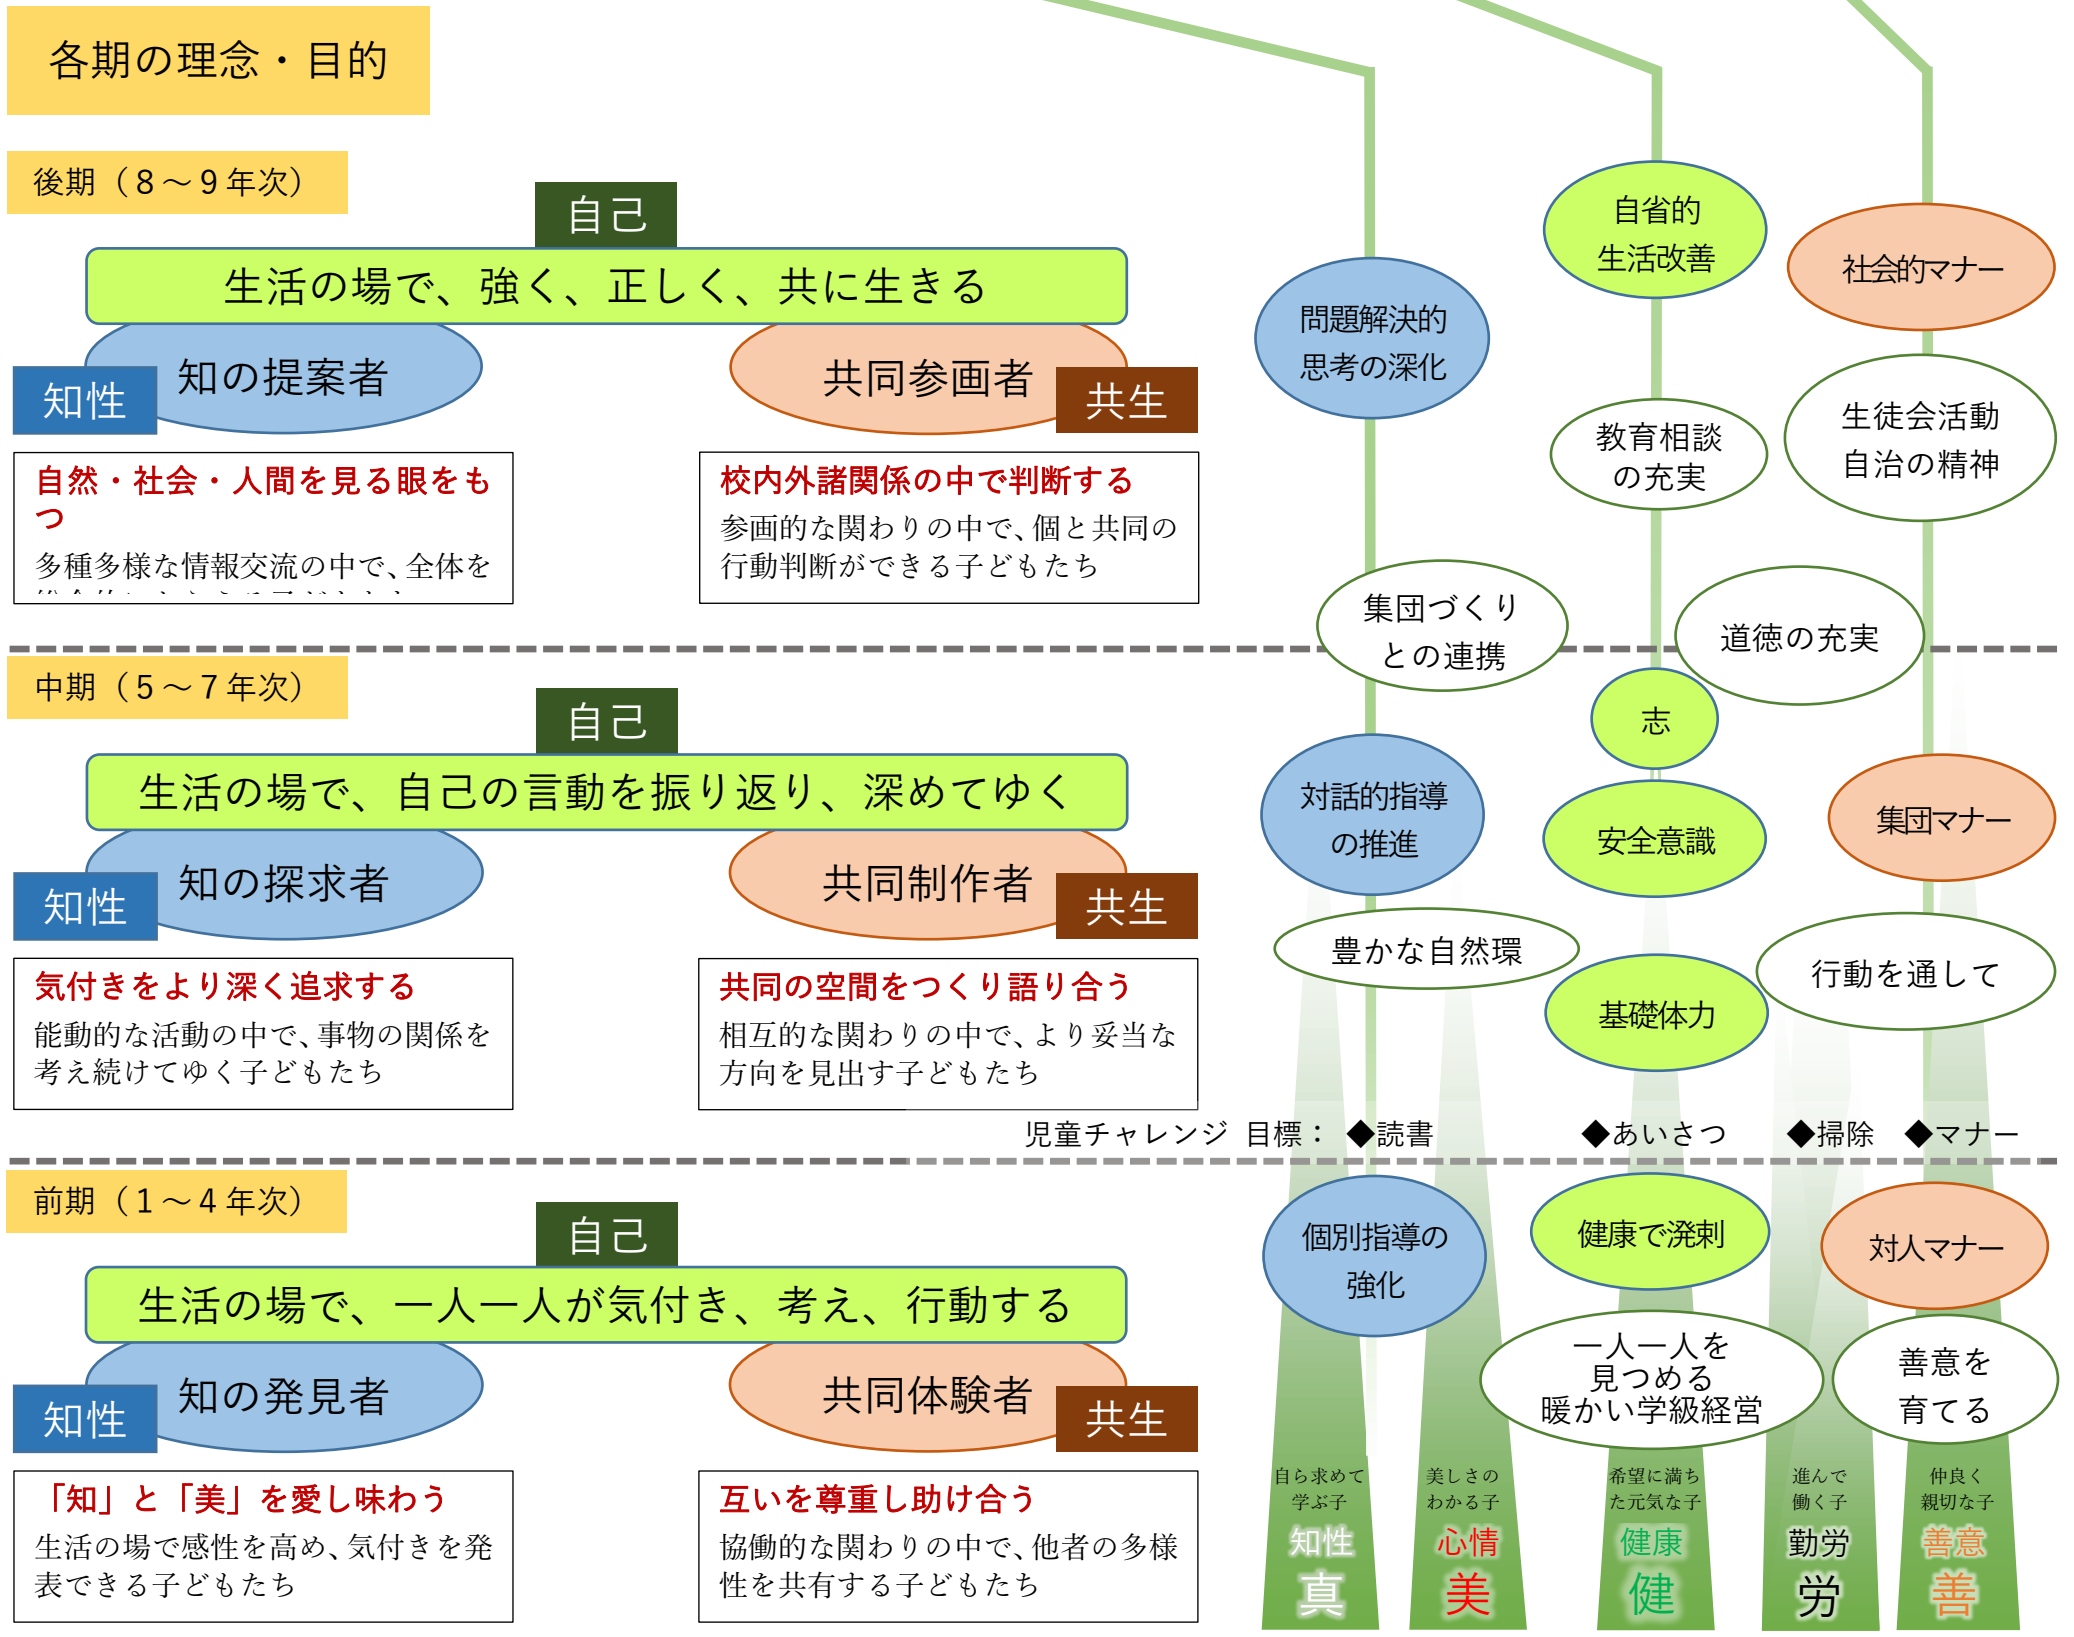 各期の理念・目的
後期（８～９年次）
自己
生活の場で、強く、正しく、共に生きる
知の提案者
知性
共同参画者
共生
自然・社会・人間を見る眼をも
つ
多種多様な情報交流の中で、全体を
校内外諸関係の中で判断する
参画的な関わりの中で、個と共同の
行動判断ができる子どもたち
問題解決的
思考の深化
自省的
生活改善
社会的マナー
教育相談
の充実
生徒会活動
自治の精神
集団づくり
との連携
道徳の充実
中期（５～７年次）
自己
生活の場で、自己の言動を振り返り、深めてゆく
知の探求者
知性
共同制作者
共生
気付きをより深く追求する
能動的な活動の中で、事物の関係を
考え続けてゆく子どもたち
共同の空間をつくり語り合う
相互的な関わりの中で、より妥当な
方向を見出す子どもたち
志
対話的指導
の推進
安全意識
集団マナー
豊かな自然環
基礎体力
行動を通して
児童チャレンジ 目標： ◆読書 ◆あいさつ ◆掃除 ◆マナー
前期（１～４年次）
自己
生活の場で、一人一人が気付き、考え、行動する
知の発見者
知性
共同体験者
共生
「知」と「美」を愛し味わう
生活の場で感性を高め、気付きを発
表できる子どもたち
互いを尊重し助け合う
協働的な関わりの中で、他者の多様
性を共有する子どもたち
個別指導の
強化
健康で溌剌
対人マナー
一人一人を
見つめる
暖かい学級経営
善意を
育てる
自ら求めて
学ぶ子
知性
真
美しさの
わかる子
心情
美
希望に満ち
た元気な子
健康
健
進んで
働く子
勤労
労
仲良く
親切な子
善意
善